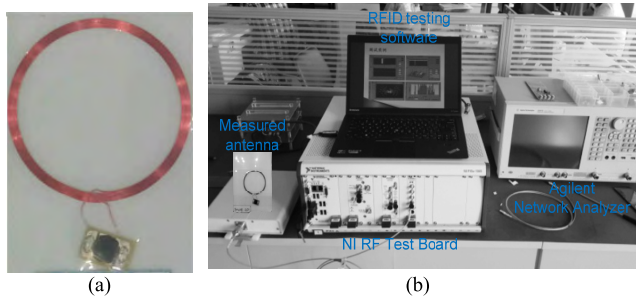 RFID testing
software
Measured
antenna
Agilent
Network Analyzer
NI RF Test Board
(a)
(b)